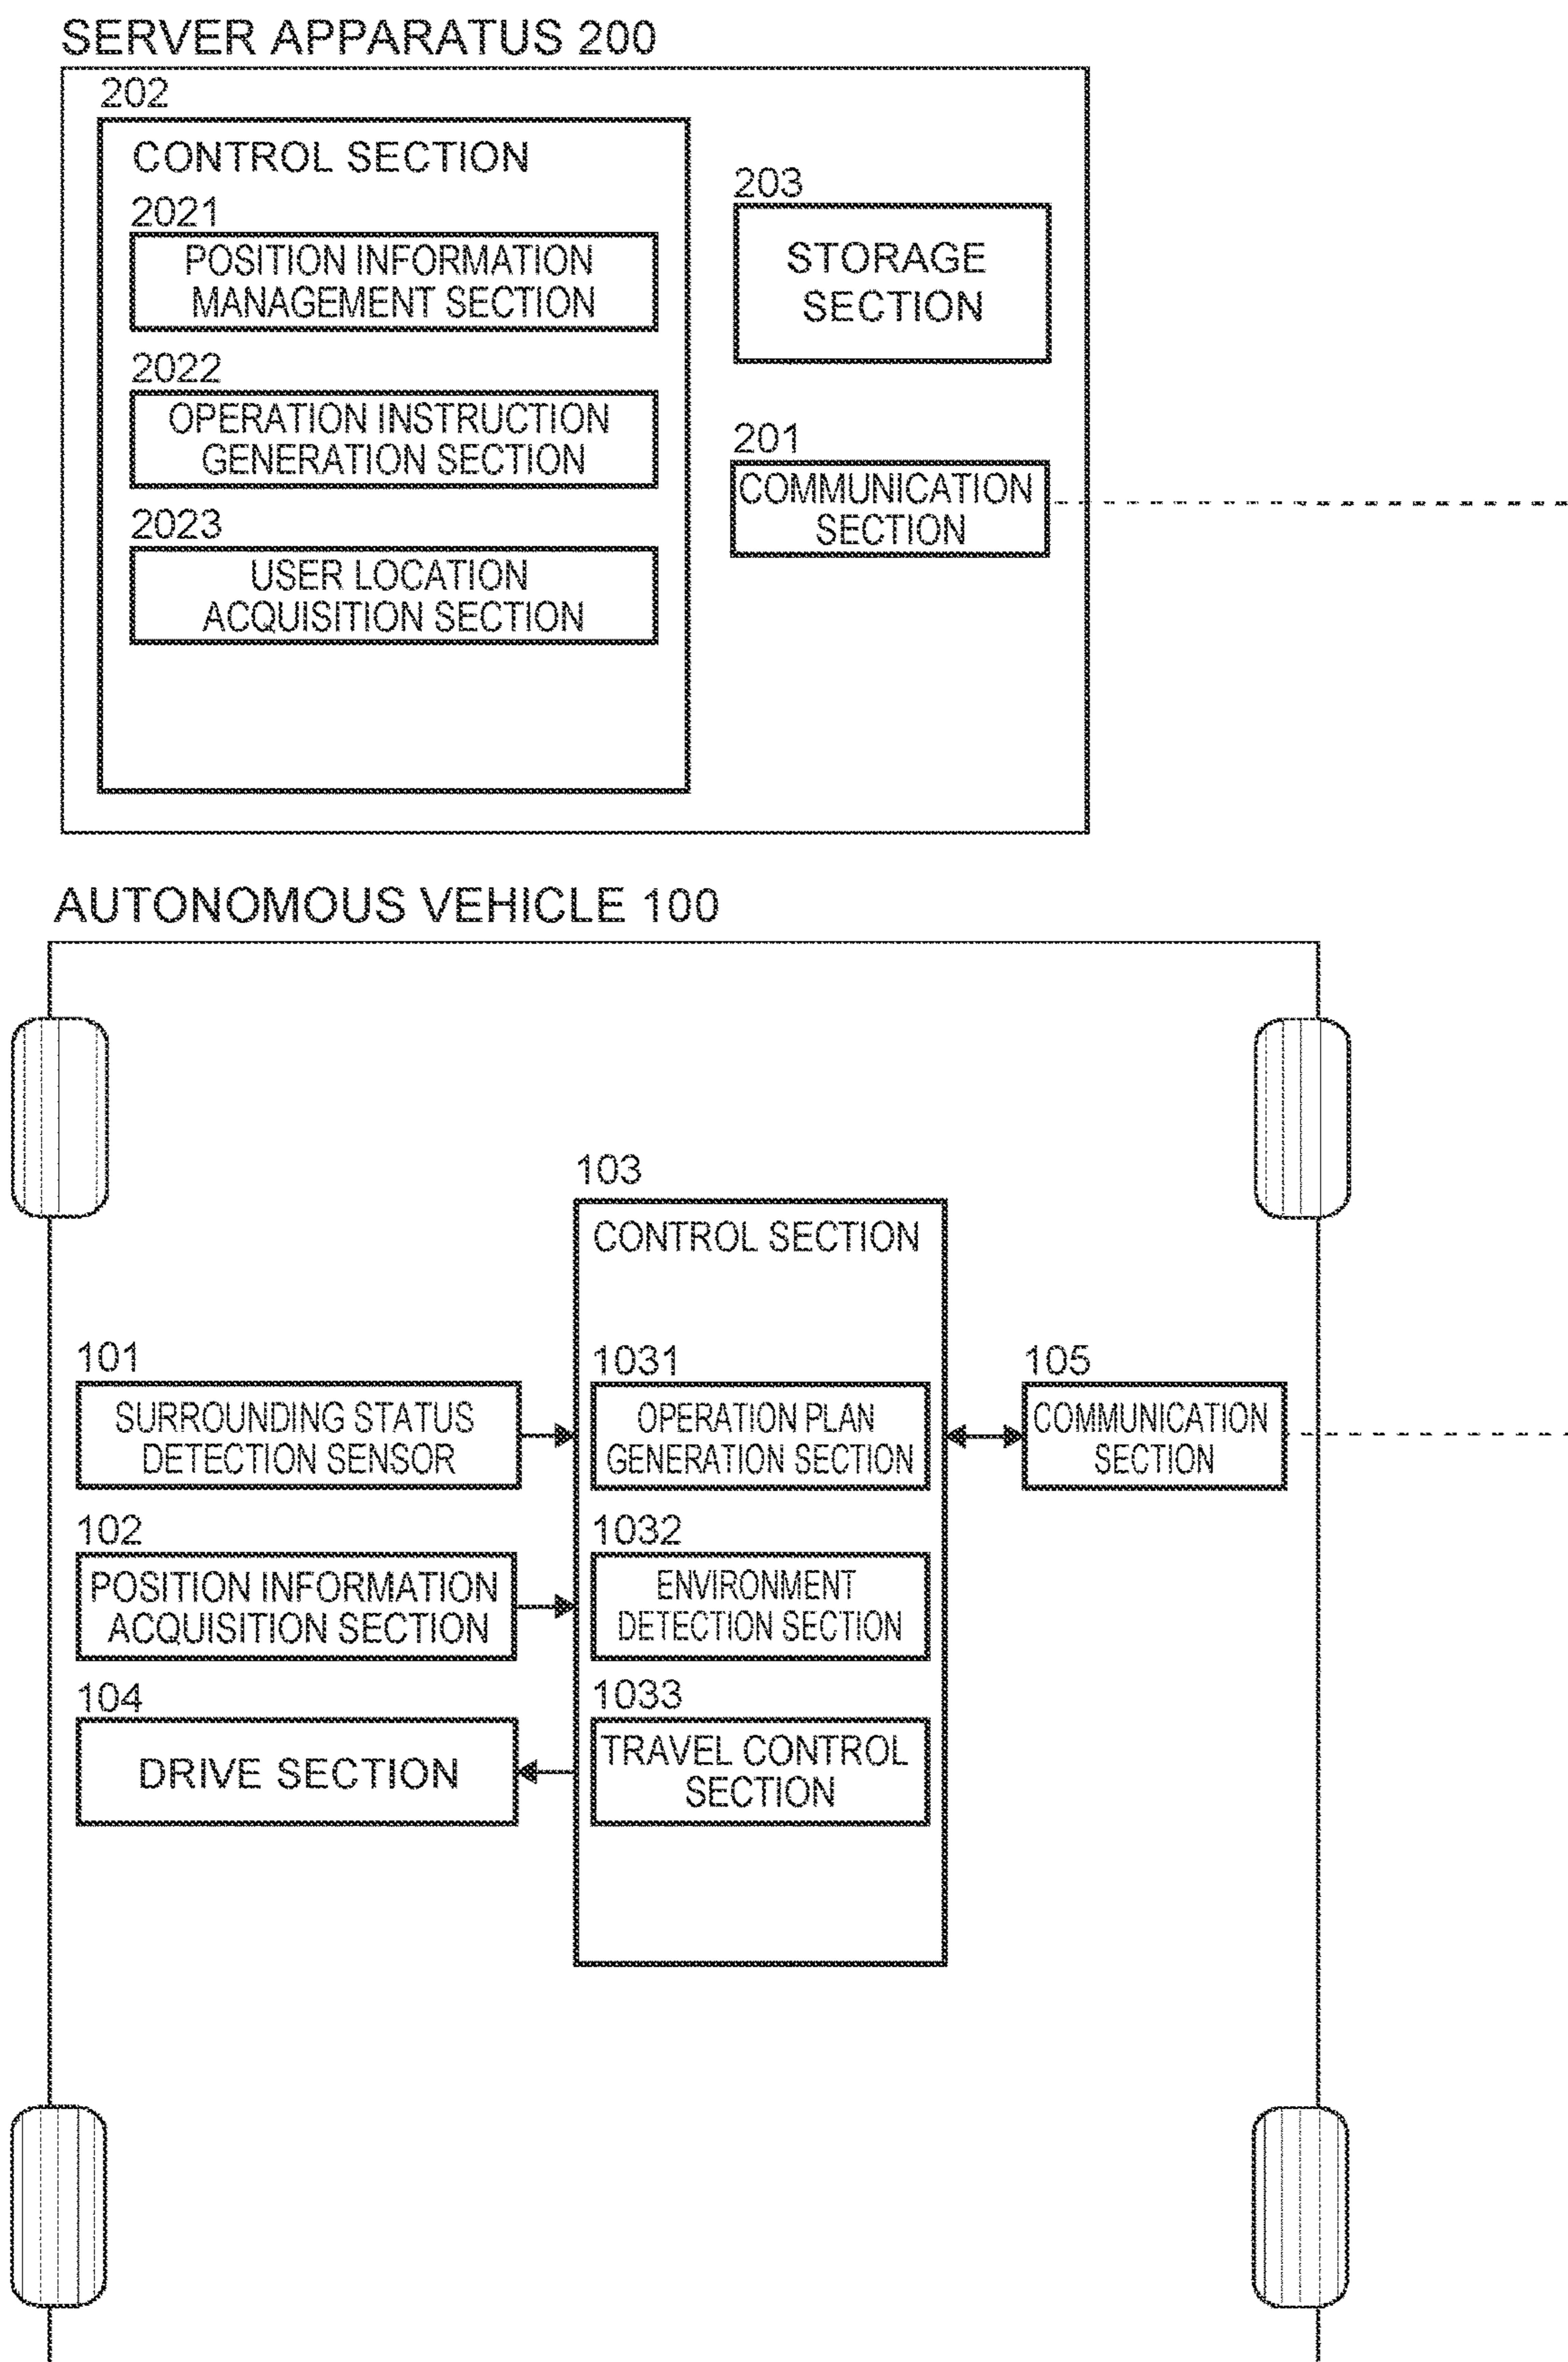 SERVER APPARATUS 200
202
CONTROL SECTION
2021
POSITION INFORMATION
MANAGEMENT SECTION
2022
OPERATION INSTRUCTION
GENERATION SECTION
2023
USER LOCATION
ACQUISITION SECTION
203
STORAGE
SECTION
201
COMMUNICATION
SECTION
AUTONOMOUS VEHICLE 100
103
CONTROL SECTION
101
SURROUNDING STATUS
DETECTION SENSOR
1031
OPERATION PLAN
GENERATION SECTION
105
COMMUNICATION
SECTION
102
POSITION INFORMATION
ACQUISITION SECTION
1032
ENVIRONMENT
DETECTION SECTION
104
DRIVE SECTION
1033
TRAVEL CONTROL
SECTION